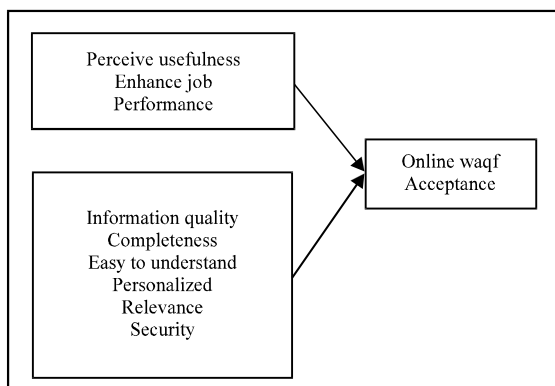 Perceive usefulness
Enhance job
Performance
Online waqf
Acceptance
Information quality
Completeness
Easy to understand
Personalized
Relevance
Security